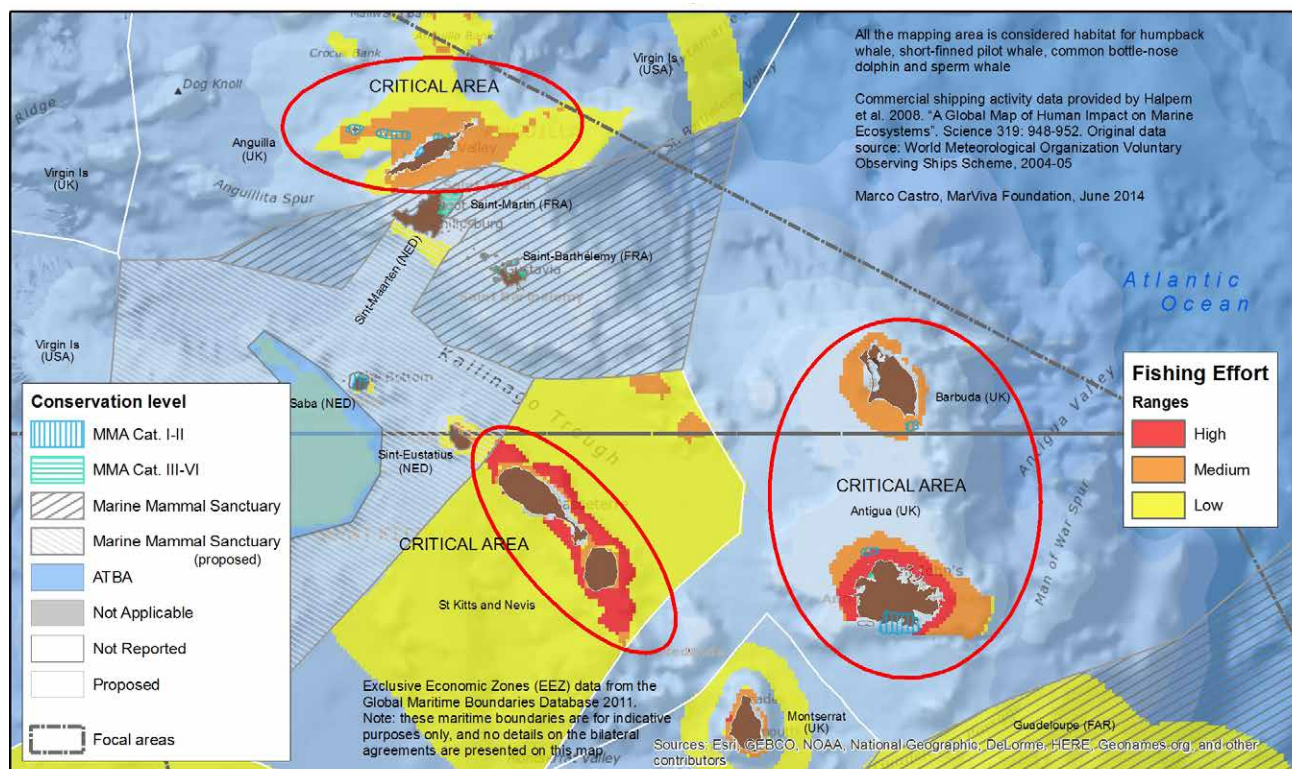 Crocus Bank
CRITICAL AREA
Dog Knoll
Ridge
Anguilla
(UK)
Valley
Virgin Is
(UK)
Anguillita Spur
Virgin Is
(USA)
Saint-Martin (FRA)
Sint-Maarten (NED)
Saint-Barthélemy (FRA)
All the mapping area is considered habitat for humpback
whale, short-finned pilot whale, common bottle-nose
dolphin and sperm whale
Commercial shipping activity data provided by Halpern
et al. 2008. "A Global Map of Human Impact on Marine
Ecosystems". Science 319: 948-952. Original data
source: World Meteorological Organization Voluntary
Observing Ships Scheme, 2004-05
Marco Castro, MarViva Foundation, June 2014
Atlantic
Ocean
Virgin Is
(USA)
Kallinago Trough
Bottom
Saba (NED)
Sint-Eustatius
(NED)
CRITICAL AREA
St Kitts and Nevis
Barbuda (UK)
CRITICAL AREA
Antigua (UK)
Antigua Valley
Man of War Spur
Montserrat
(UK)
Guadeloupe (FAR)
Conservation level
MMA Cat. I-II
MMA Cat. III-VI
Marine Mammal Sanctuary
Marine Mammal Sanctuary
(proposed)
ATBA
Not Applicable
Not Reported
Proposed
Focal areas
Fishing Effort
Ranges
High
Medium
Low
Exclusive Economic Zones (EEZ) data from the
Global Maritime Boundaries Database 2011.
Note: these maritime boundaries are for indicative
purposes only, and no details on the bilateral
agreements are presented on this map
Sources: Esri, GEBCO, NOAA, National Geographic, DeLorme, HERE, Geonames.org, and other
contributors